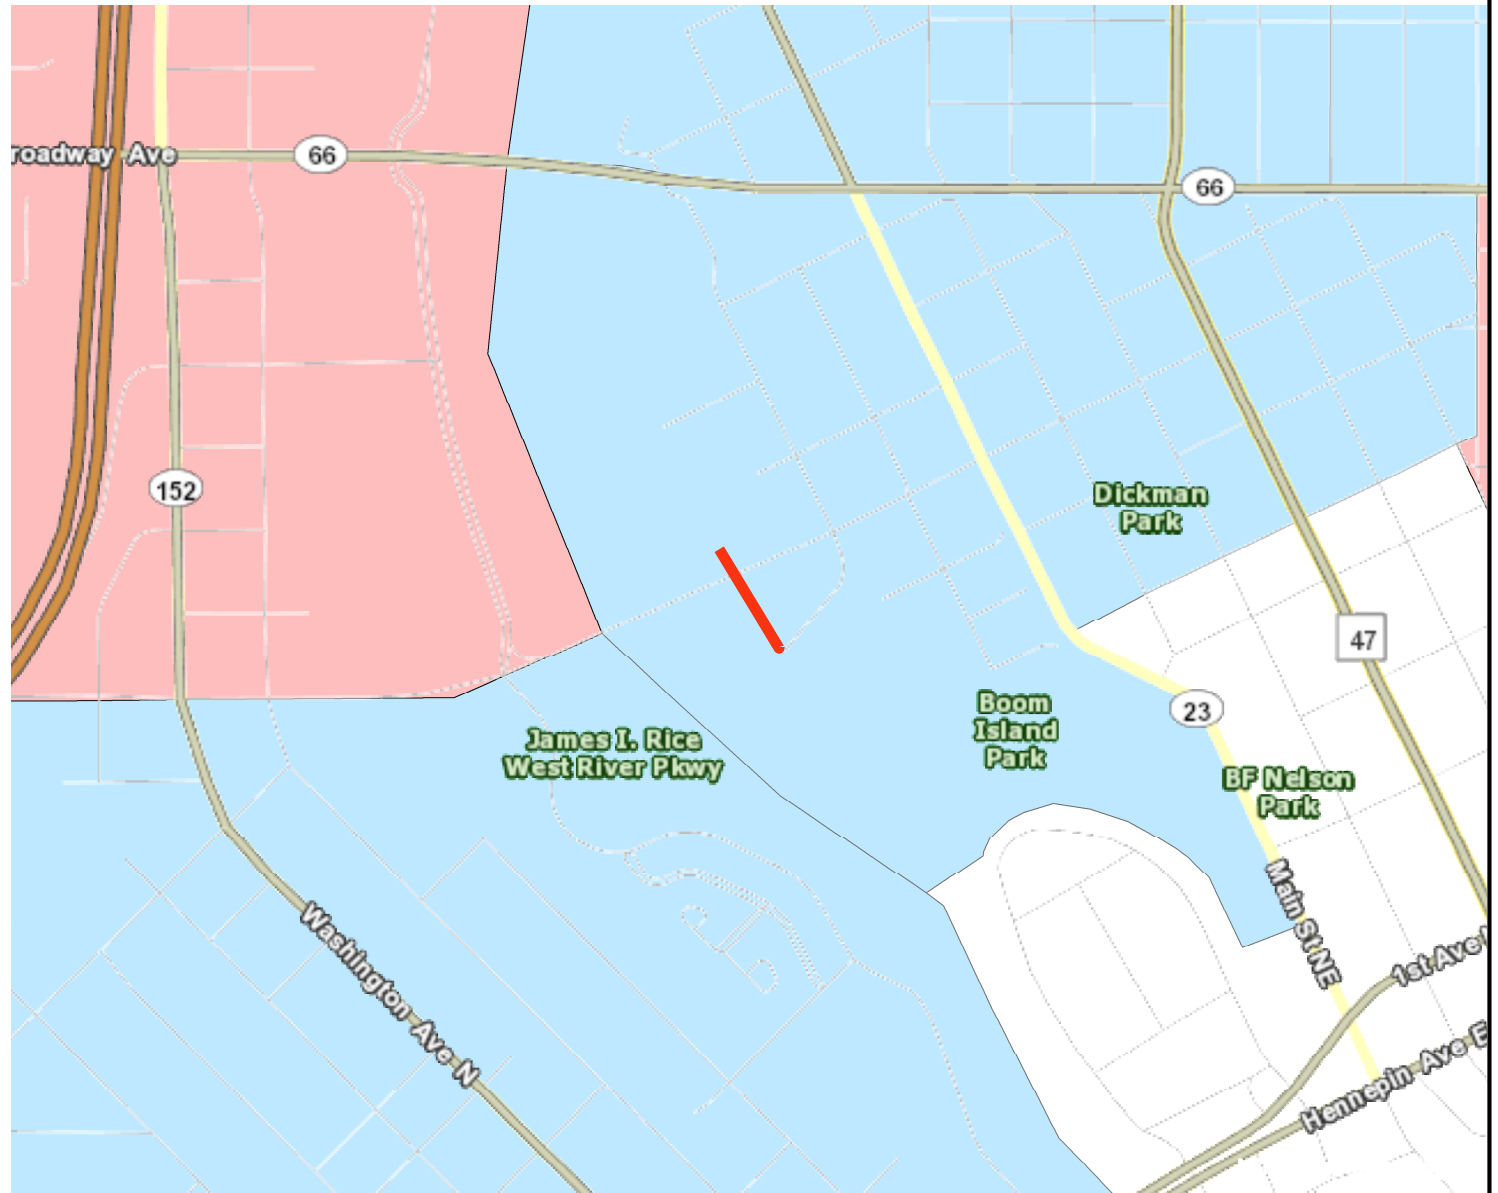 roadway Ave
66
66
152
Dickman
Park
47
Boom
Island
Park
23
James I. Rice
West River Pkwy
BF Nelson
Park
Main St NE
Washington Ave N
1st Ave
Hennepin Ave E